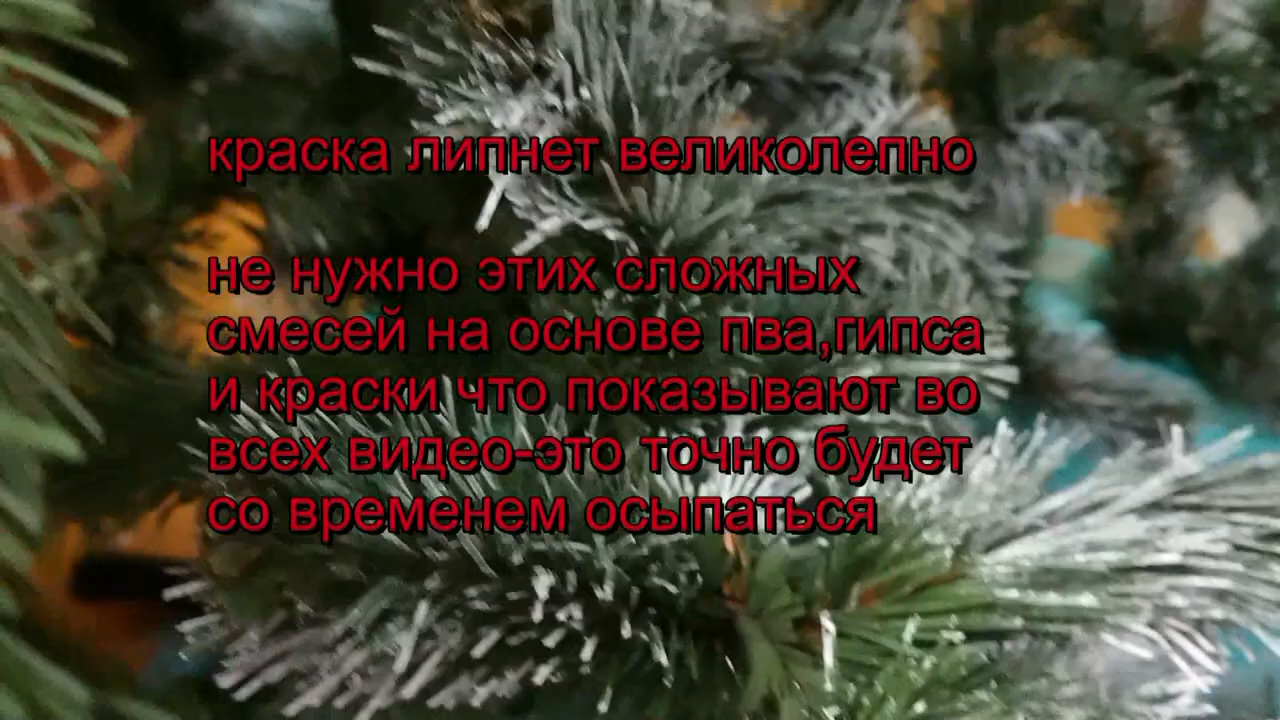 краска липнет великолепно
не нужно этих сложных
смесей на основе пва,гипса
и краски что показывают во
всех видео-это точно будет
со временем осыпаться